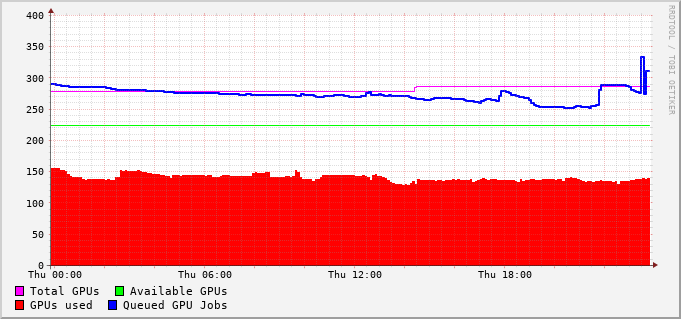 400
350
300
250
200
150
100
50
0
Thu 00:00 Thu 06:00 Thu 12:00 Thu 18:00
Total GPUs Available GPUs
GPUs used Queued GPU Jobs
RRDTOOL / TOBI OETIKER